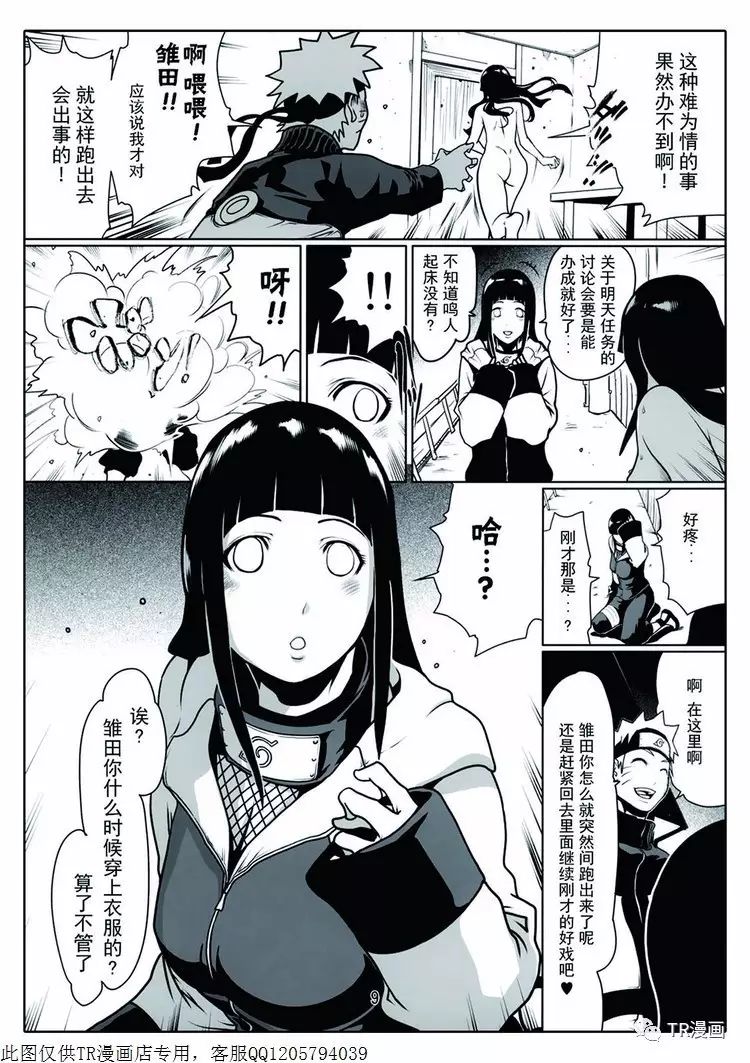 这种难为情的事
果然办不到啊！
啊 喂喂！
雏田!!
应该说我才对
就这样跑出去
会出事的！
关于明天任务的
讨论会要是能
办成就好了...
不知道鸣人
起床没有？
!!
呀!!
好疼...
刚才那是...？
哈...？
啊 在这里啊
雏田你怎么就突然间跑出来了呢
还是赶紧回去里面继续刚才的好戏吧♥
诶？
雏田你什么时候穿上衣服的？
算了不管了
9
TR漫画
此图仅供TR漫画店专用，客服QQ1205794039